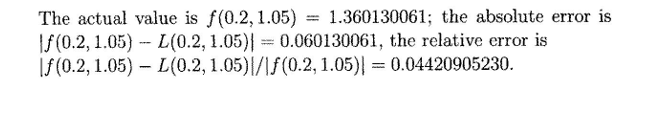 The actual value is f(0.2, 1.05) = 1.360130061; the absolute error is
|f(0.2, 1.05) − L(0.2, 1.05)| = 0.060130061, the relative error is
|f(0.2, 1.05) − L(0.2, 1.05)|/|f(0.2, 1.05)| = 0.04420905230.